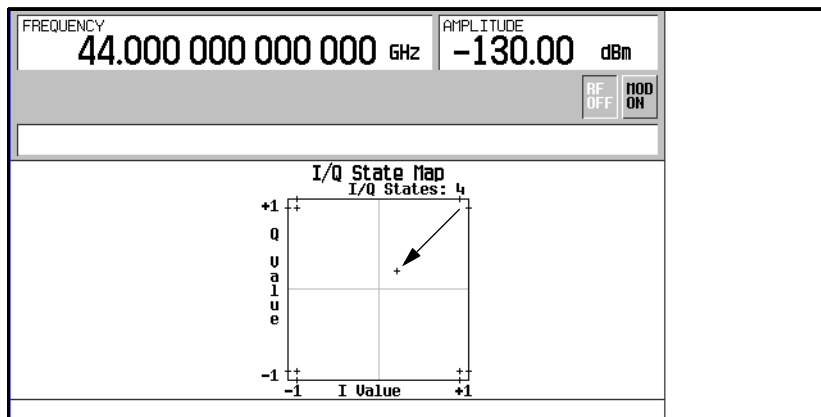 FREQUENCY
44.000 000 000 000 GHz
AMPLITUDE
-130.00 dBm
RF OFF
MOD ON
I/Q State Map
I/Q States: 4
+1
Q Value
-1
-1 I Value +1